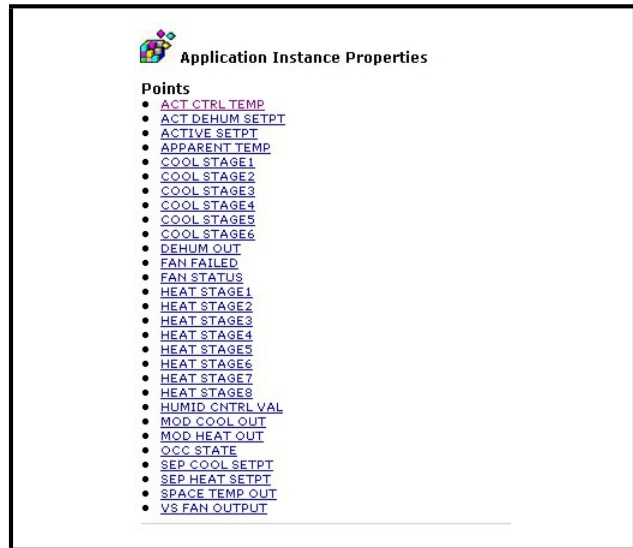 Application Instance Properties
Points
ACT CTRL TEMP
ACT DEHUM SETPT
ACTIVE SETPT
APPARENT TEMP
COOL STAGE1
COOL STAGE2
COOL STAGE3
COOL STAGE4
COOL STAGE5
COOL STAGE6
DEHUM OUT
FAN FAILED
FAN STATUS
HEAT STAGE1
HEAT STAGE2
HEAT STAGE3
HEAT STAGE4
HEAT STAGE5
HEAT STAGE6
HEAT STAGE7
HEAT STAGE8
HUMID CNTRL VAL
MOD COOL OUT
MOD HEAT OUT
OCC STATE
SEP COOL SETPT
SEP HEAT SETPT
SPACE TEMP OUT
VS FAN OUTPUT